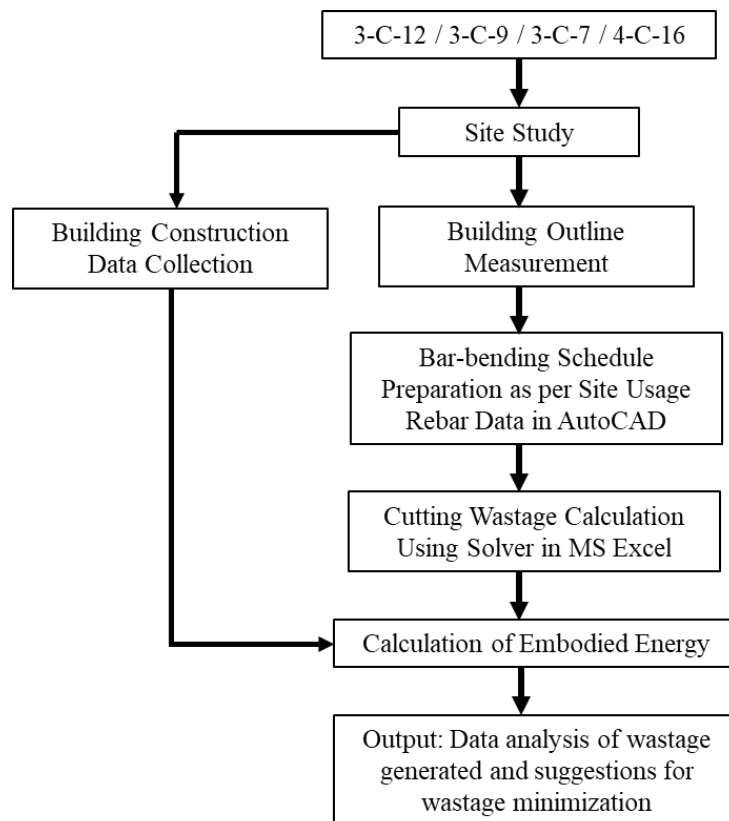 3-C-12 / 3-C-9 / 3-C-7 / 4-C-16
Site Study
Building Construction
Data Collection
Building Outline
Measurement
Bar-bending Schedule
Preparation as per Site Usage
Rebar Data in AutoCAD
Cutting Wastage Calculation
Using Solver in MS Excel
Calculation of Embodied Energy
Output: Data analysis of wastage
generated and suggestions for
wastage minimization